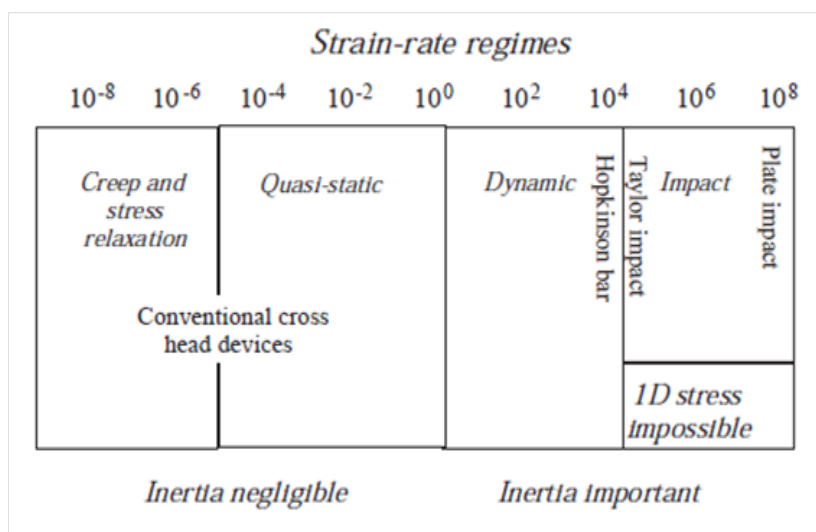 Strain-rate regimes
10⁻⁸ 10⁻⁶ 10⁻⁴ 10⁻² 10⁰ 10² 10⁴ 10⁶ 10⁸
Creep and
stress
relaxation
Quasi-static
Dynamic
Hopkinson bar
Taylor impact
Impact
Plate impact
Conventional cross
head devices
1D stress
impossible
Inertia negligible
Inertia important